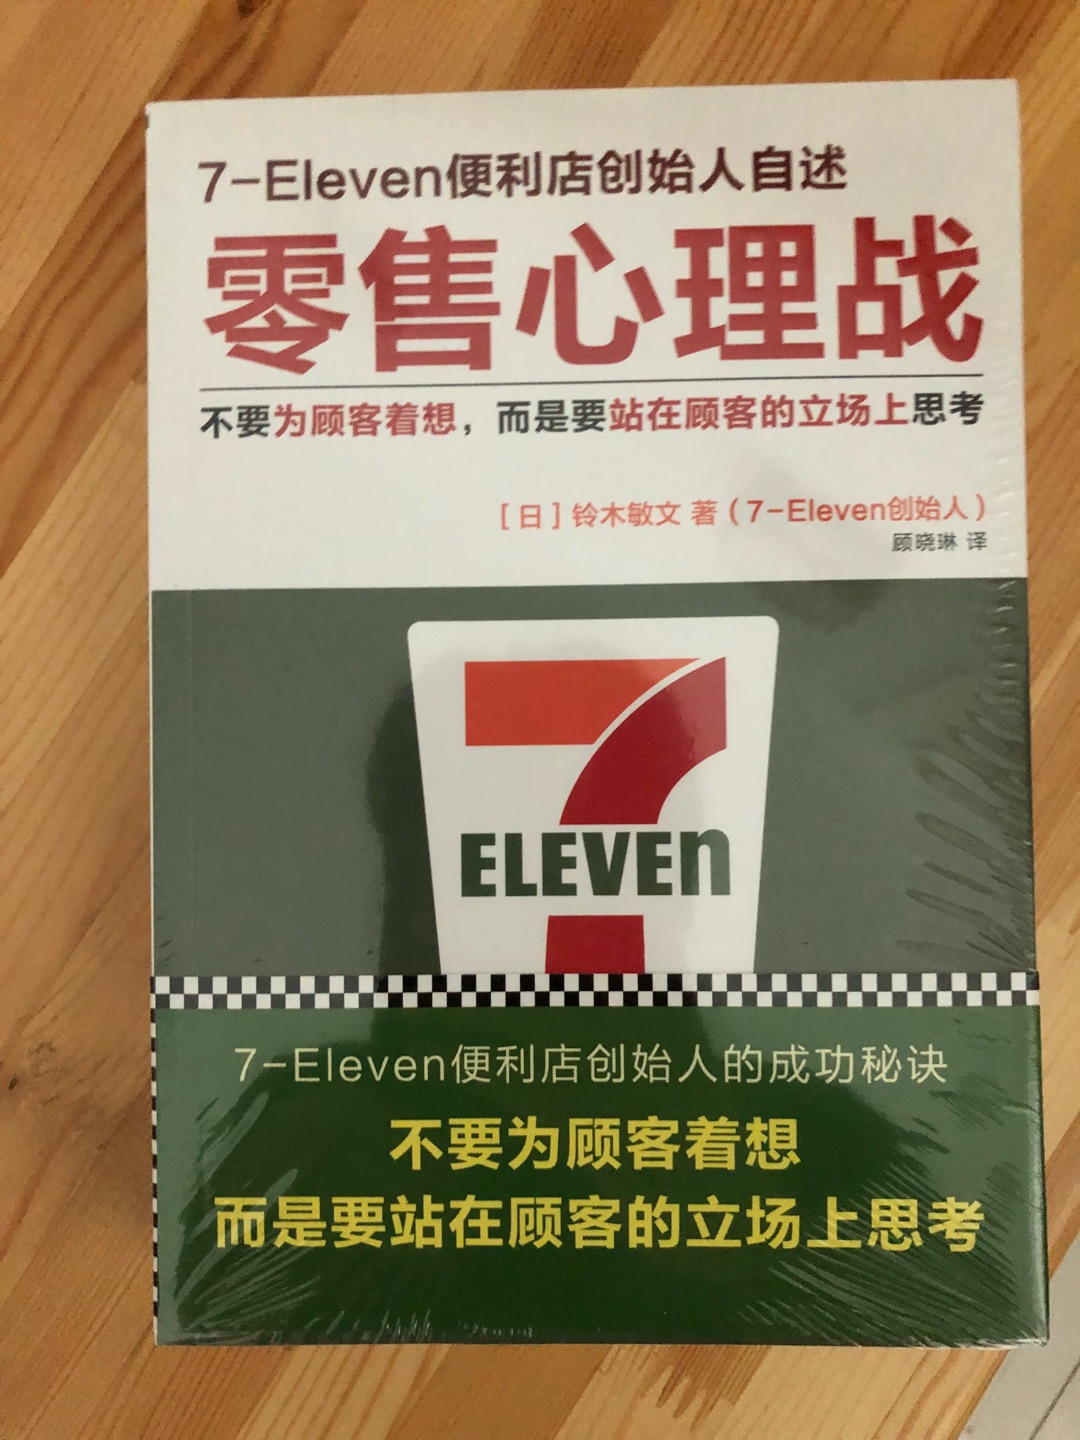 7-Eleven便利店创始人自述
零售心理战
不要为顾客着想，而是要站在顾客的立场上思考
[日]铃木敏文 著（7-Eleven创始人）
顾晓琳 译
7
ELEVEn
7-Eleven便利店创始人的成功秘诀
不要为顾客着想
而是要站在顾客的立场上思考